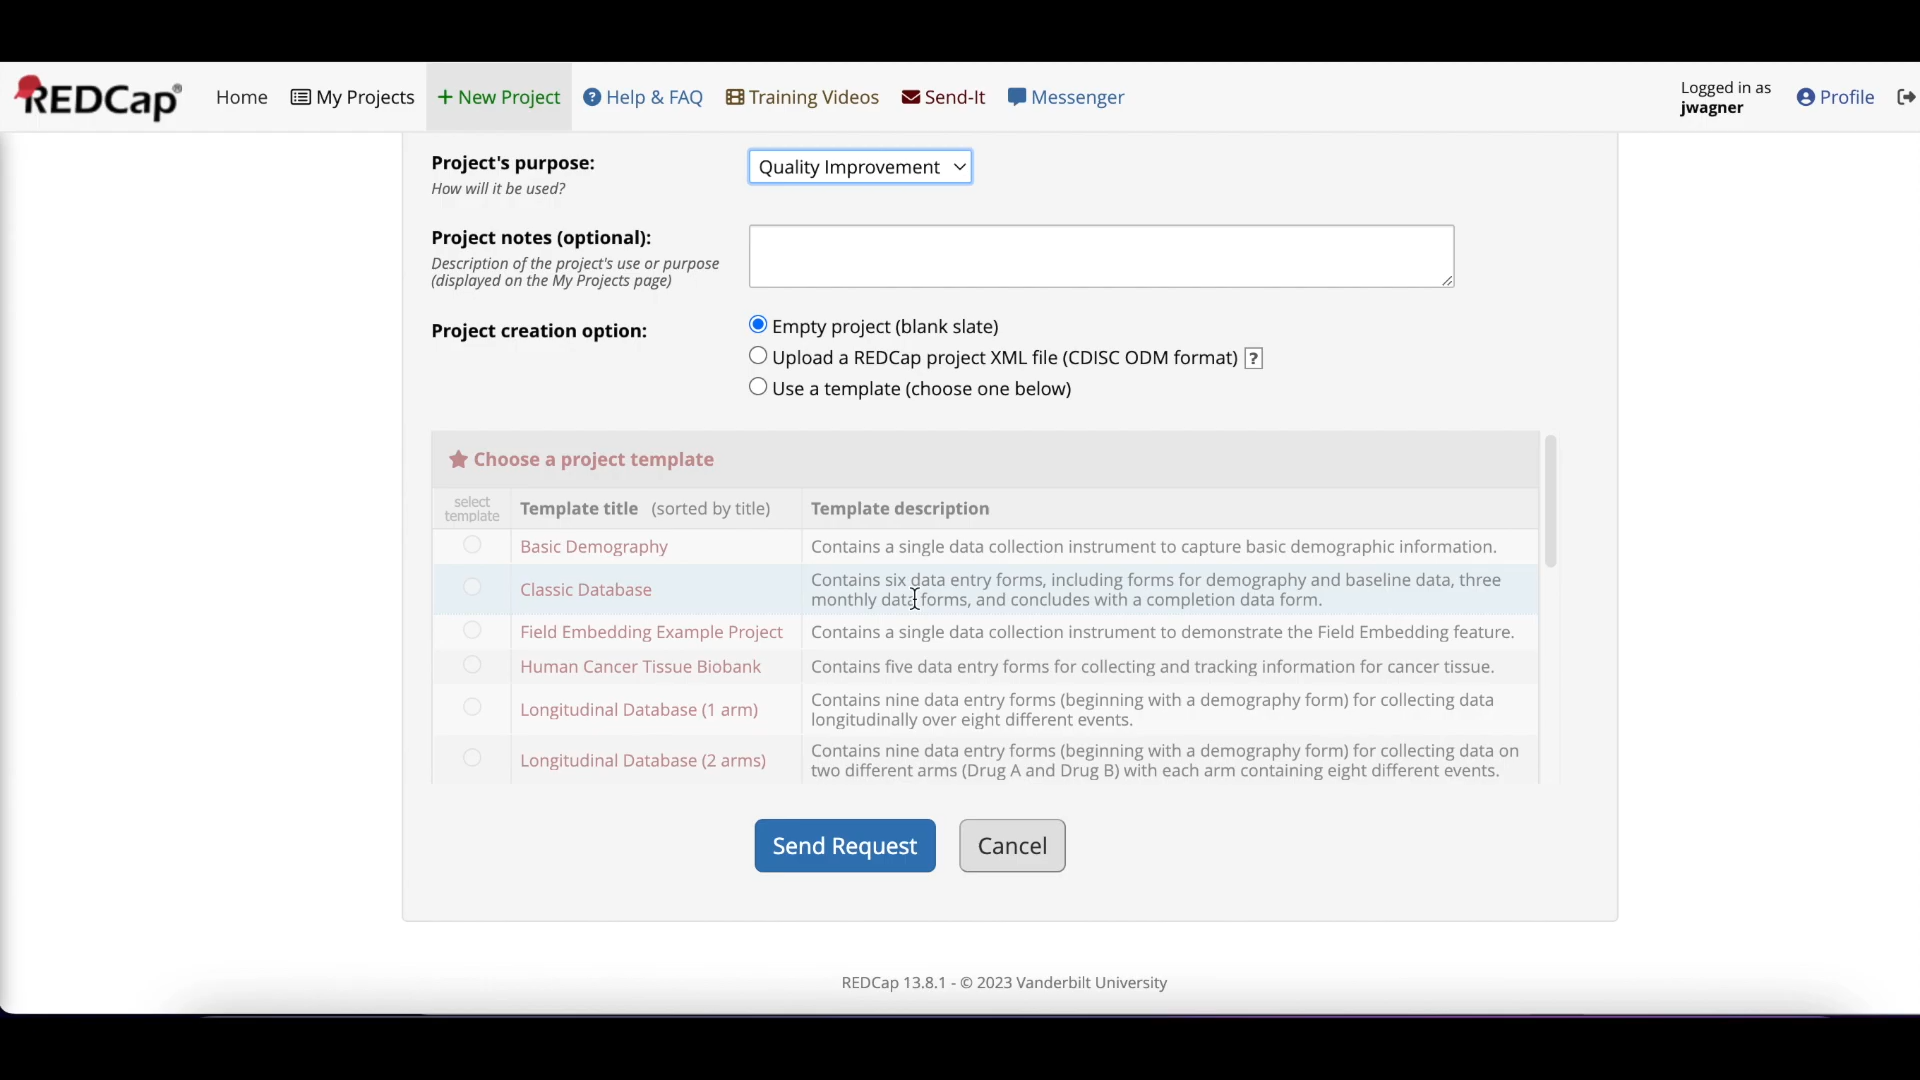 REDCap®
Home
My Projects
+ New Project
Help & FAQ
Training Videos
Send-It
Messenger
Logged in as
jwagner
Profile
Project's purpose:
How will it be used?
Quality Improvement
Project notes (optional):
Description of the project's use or purpose
(displayed on the My Projects page)
Project creation option:
Empty project (blank slate)
Upload a REDCap project XML file (CDISC ODM format) ?
Use a template (choose one below)
Choose a project template
select
template
Template title (sorted by title)
Template description
Basic Demography
Contains a single data collection instrument to capture basic demographic information.
Classic Database
Contains six data entry forms, including forms for demography and baseline data, three
monthly data forms, and concludes with a completion data form.
Field Embedding Example Project
Contains a single data collection instrument to demonstrate the Field Embedding feature.
Human Cancer Tissue Biobank
Contains five data entry forms for collecting and tracking information for cancer tissue.
Longitudinal Database (1 arm)
Contains nine data entry forms (beginning with a demography form) for collecting data
longitudinally over eight different events.
Longitudinal Database (2 arms)
Contains nine data entry forms (beginning with a demography form) for collecting data on
two different arms (Drug A and Drug B) with each arm containing eight different events.
Send Request
Cancel
REDCap 13.8.1 - © 2023 Vanderbilt University